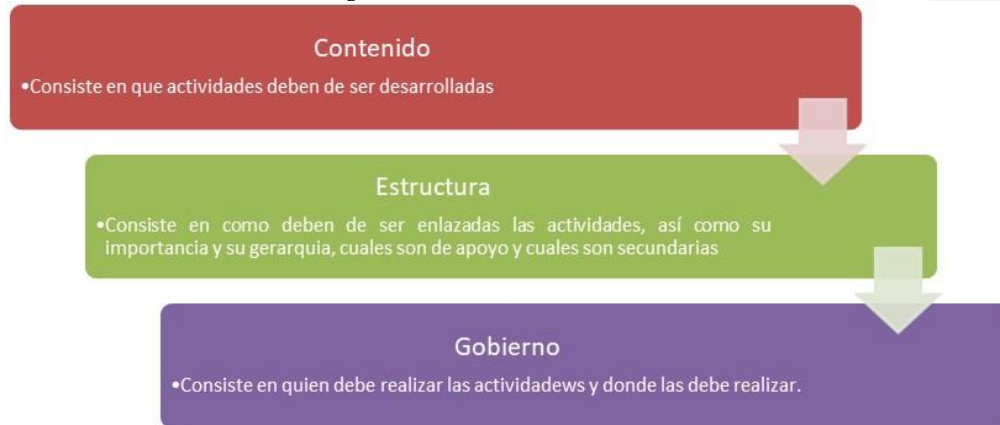 Contenido
•Consiste en que actividades deben de ser desarrolladas
Estructura
•Consiste en como deben de ser enlazadas las actividades, así como su
importancia y su gerarquia, cuales son de apoyo y cuales son secundarias
Gobierno
•Consiste en quien debe realizar las actividadews y donde las debe realizar.